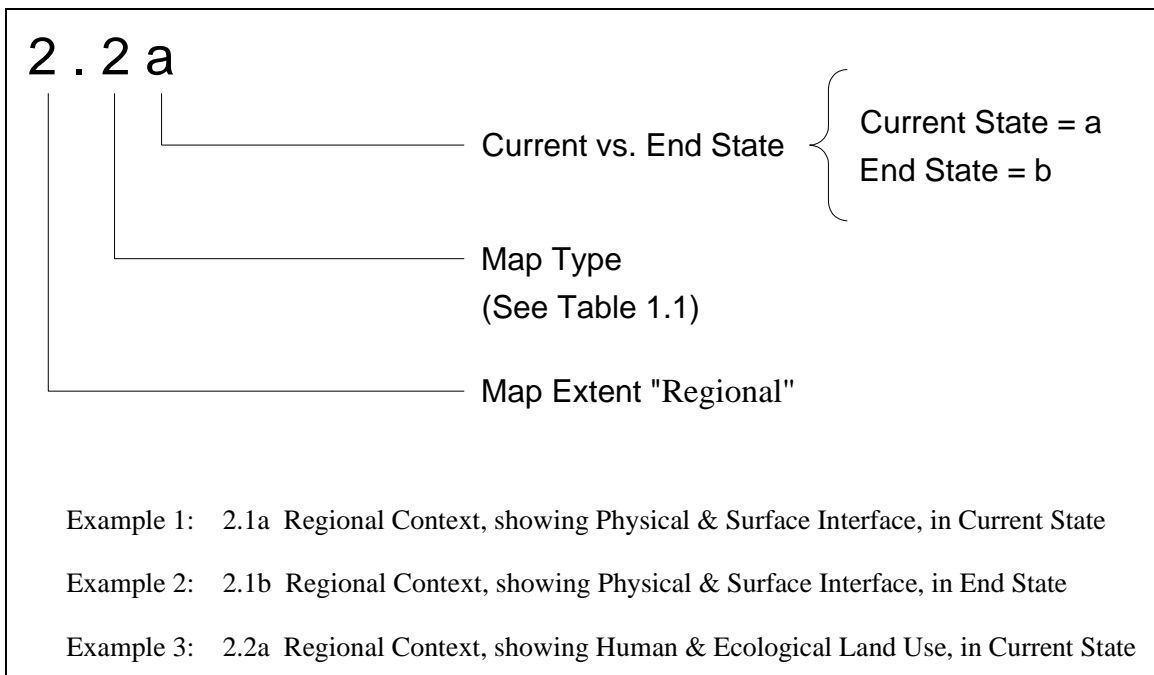 2 . 2 a
Current vs. End State
Current State = a
End State = b
Map Type
(See Table 1.1)
Map Extent "Regional"
Example 1: 2.1a Regional Context, showing Physical & Surface Interface, in Current State
Example 2: 2.1b Regional Context, showing Physical & Surface Interface, in End State
Example 3: 2.2a Regional Context, showing Human & Ecological Land Use, in Current State